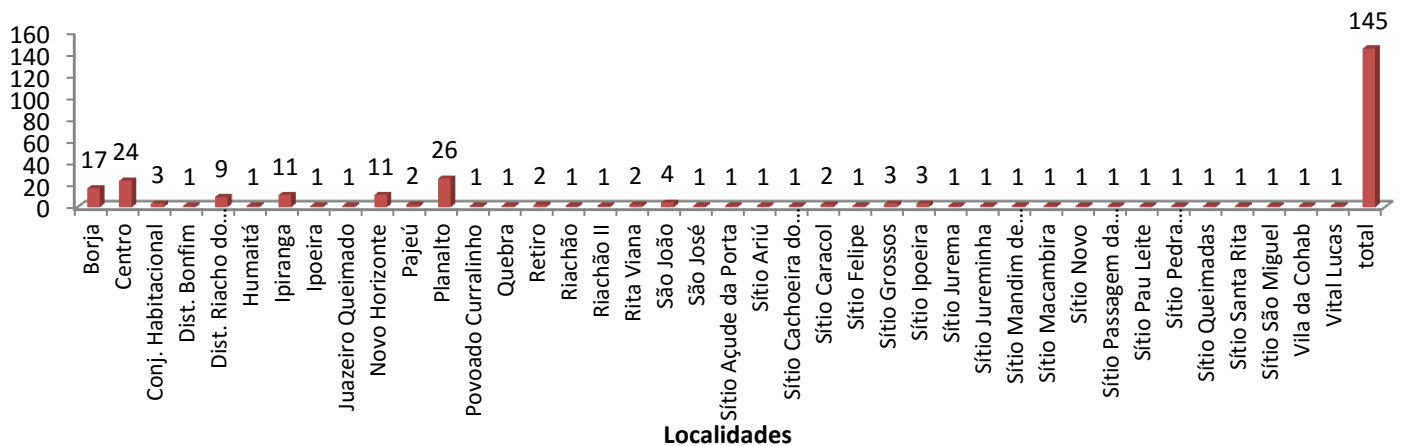 160
140
120
100
80
60
40
20
0
17 24 3 1 9 1 11 1 1 11 2 26 1 1 2 1 1 2 4 1 1 1 1 2 1 3 3 1 1 1 1 1 1 1 1 1 1 1 1 1 145
Borja
Centro
Conj. Habitacional
Dist. Bonfim
Dist. Riacho do…
Humaitá
Ipiranga
Ipoeira
Juazeiro Queimado
Novo Horizonte
Pajeú
Planalto
Povoado Curralinho
Quebra
Retiro
Riachão
Riachão II
Rita Viana
São João
São José
Sítio Açude da Porta
Sítio Ariú
Sítio Cachoeira do…
Sítio Caracol
Sítio Felipe
Sítio Grossos
Sítio Ipoeira
Sítio Jurema
Sítio Jureminha
Sítio Mandim de…
Sítio Macambira
Sítio Novo
Sítio Passagem da…
Sítio Pau Leite
Sítio Pedra…
Sítio Queimadas
Sítio Santa Rita
Sítio São Miguel
Vila da Cohab
Vital Lucas
total
Localidades